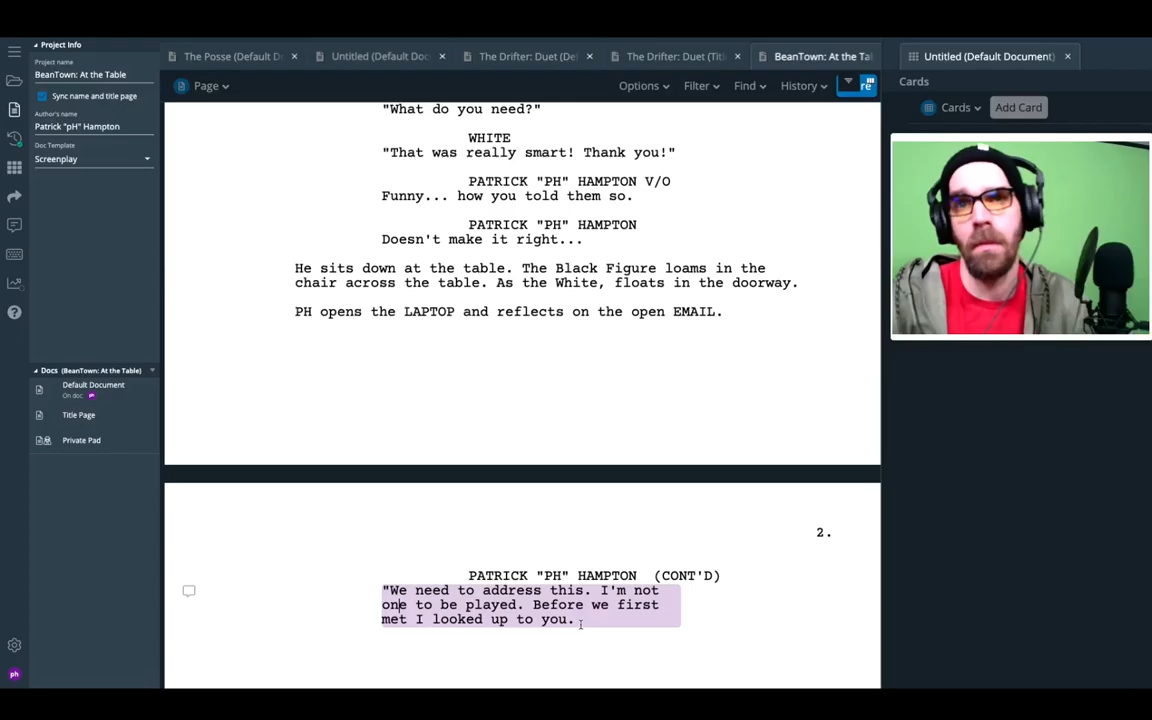 Project Info
Project name
BeanTown: At the Table
Sync name and title page
Author's name
Patrick "pH" Hampton
Doc Template
Screenplay
Docs (BeanTown: At the Table)
Default Document
On doc: ph
Title Page
Private Pad
ph
The Posse (Default D
Untitled (Default Doc
The Drifter: Duet (De
The Drifter: Duet (Titl
BeanTown: At the Ta
Page
Options
Filter
Find
History
re
"What do you need?"
WHITE
"That was really smart! Thank you!"
PATRICK "PH" HAMPTON V/O
Funny... how you told them so.
PATRICK "PH" HAMPTON
Doesn't make it right...
He sits down at the table. The Black Figure loams in the
chair across the table. As the White, floats in the doorway.
PH opens the LAPTOP and reflects on the open EMAIL.
2.
PATRICK "PH" HAMPTON (CONT'D)
"We need to address this. I'm not
one to be played. Before we first
met I looked up to you.
Untitled (Default Document)
Cards
Cards
Add Card